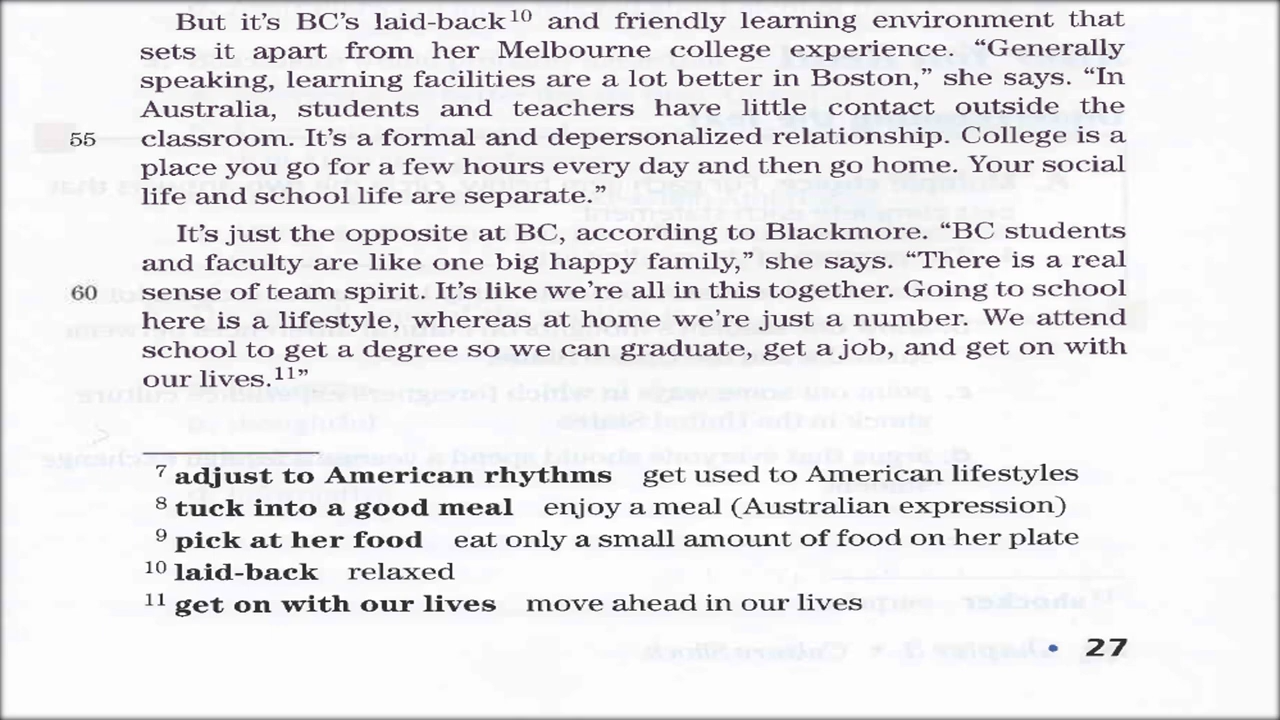 But it's BC's laid-back10 and friendly learning environment that
sets it apart from her Melbourne college experience. “Generally
speaking, learning facilities are a lot better in Boston,” she says. “In
Australia, students and teachers have little contact outside the
55 classroom. It's a formal and depersonalized relationship. College is a
place you go for a few hours every day and then go home. Your social
life and school life are separate.”
It's just the opposite at BC, according to Blackmore. “BC students
and faculty are like one big happy family,” she says. “There is a real
60 sense of team spirit. It's like we're all in this together. Going to school
here is a lifestyle, whereas at home we're just a number. We attend
school to get a degree so we can graduate, get a job, and get on with
our lives.11”
7 adjust to American rhythms get used to American lifestyles
8 tuck into a good meal enjoy a meal (Australian expression)
9 pick at her food eat only a small amount of food on her plate
10 laid-back relaxed
11 get on with our lives move ahead in our lives
• 27